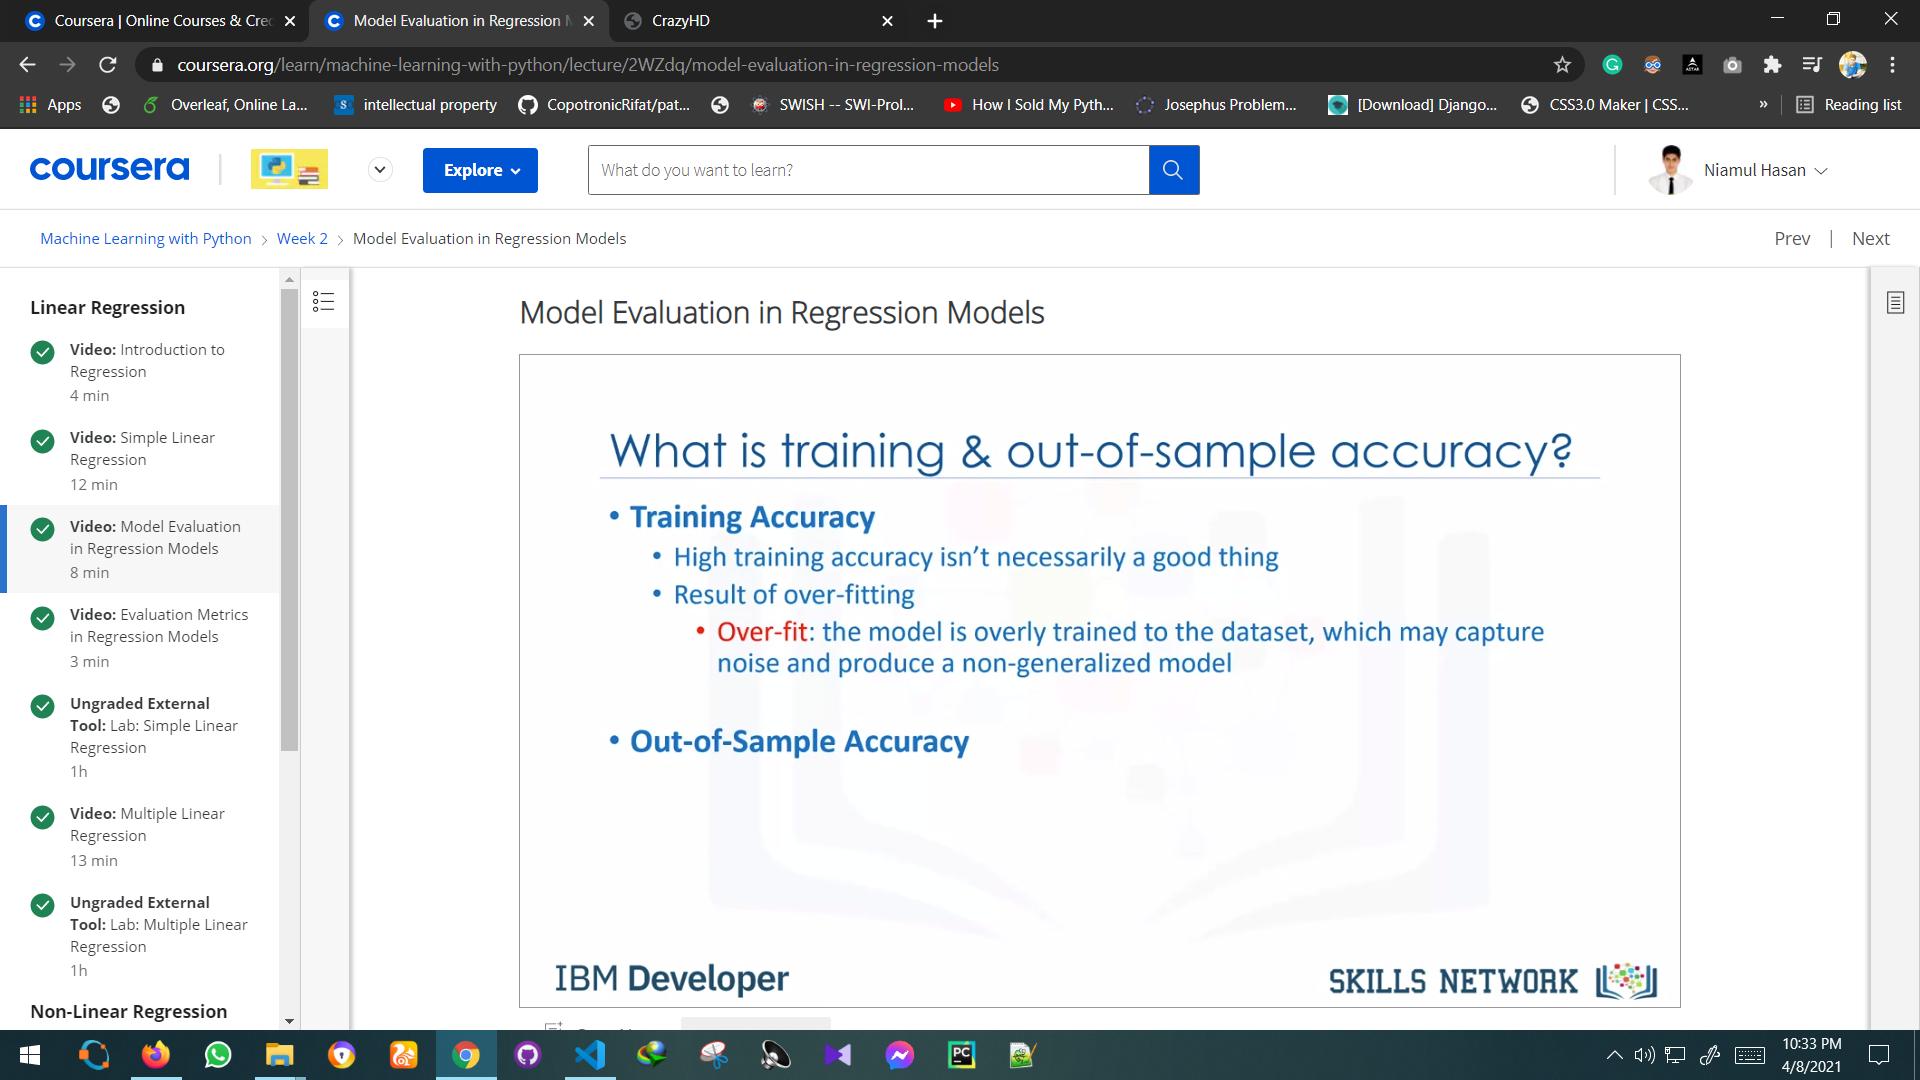 Coursera | Online Courses & Cre
Model Evaluation in Regression
CrazyHD
coursera.org/learn/machine-learning-with-python/lecture/2WZdq/model-evaluation-in-regression-models
Apps
Overleaf, Online La...
intellectual property
CopotronicRifat/pat...
SWISH -- SWI-Prol...
How I Sold My Pyth...
Josephus Problem...
[Download] Django...
CSS3.0 Maker | CSS...
»
Reading list
coursera
Explore
What do you want to learn?
Niamul Hasan
Machine Learning with Python > Week 2 > Model Evaluation in Regression Models
Prev | Next
Linear Regression
Video: Introduction to
Regression
4 min
Video: Simple Linear
Regression
12 min
Video: Model Evaluation
in Regression Models
8 min
Video: Evaluation Metrics
in Regression Models
3 min
Ungraded External
Tool: Lab: Simple Linear
Regression
1h
Video: Multiple Linear
Regression
13 min
Ungraded External
Tool: Lab: Multiple Linear
Regression
1h
Non-Linear Regression
Model Evaluation in Regression Models
What is training & out-of-sample accuracy?
• Training Accuracy
• High training accuracy isn't necessarily a good thing
• Result of over-fitting
• Over-fit: the model is overly trained to the dataset, which may capture
noise and produce a non-generalized model
• Out-of-Sample Accuracy
IBM Developer
SKILLS NETWORK
10:33 PM
4/8/2021